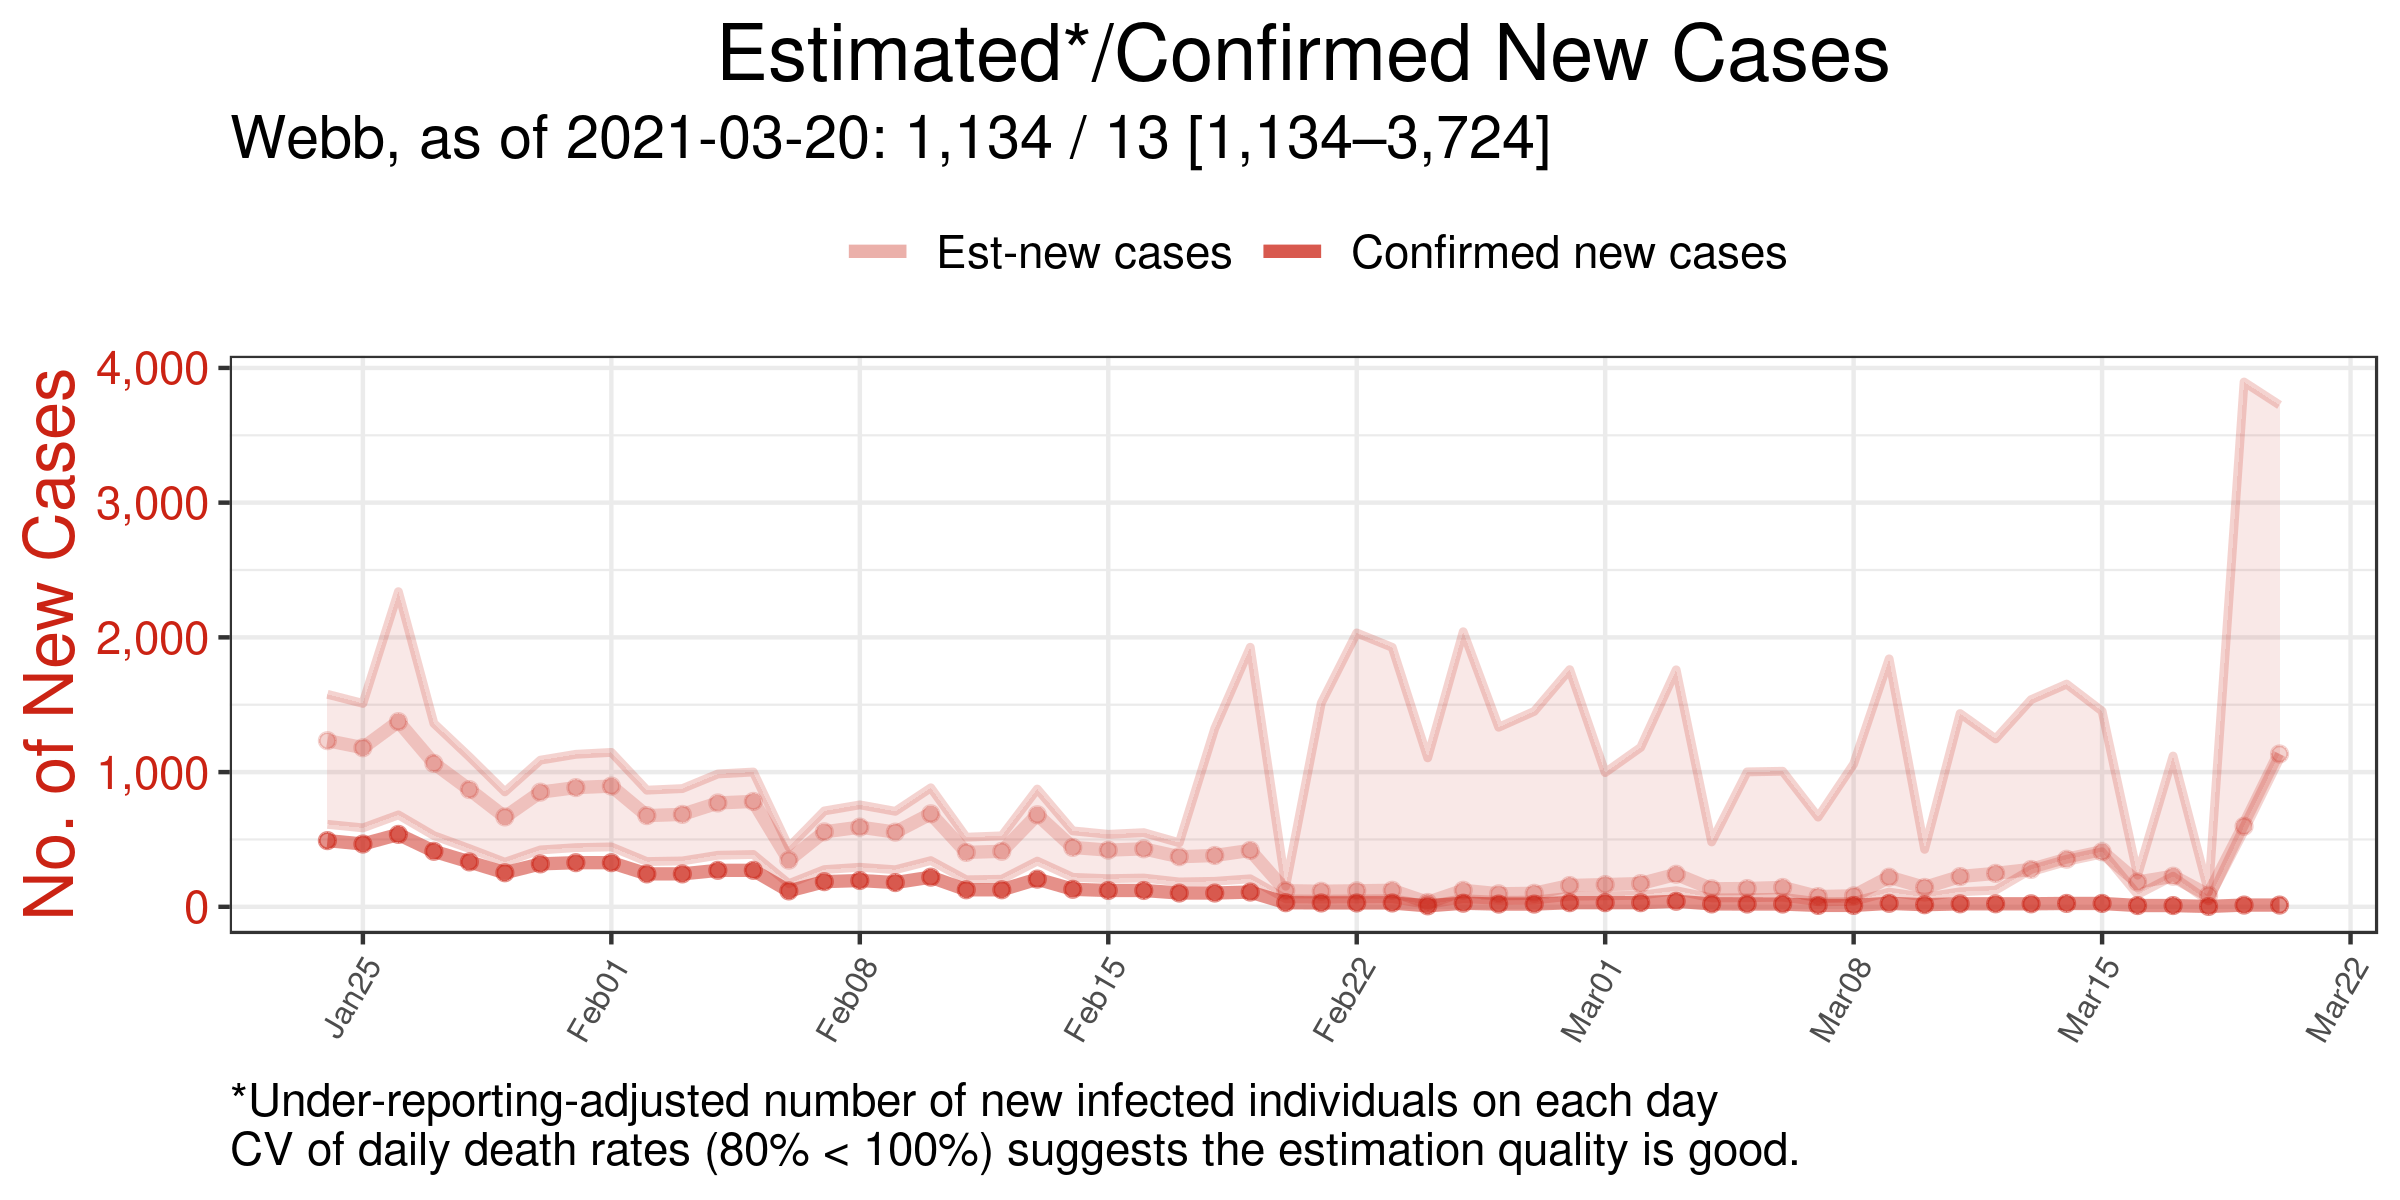 Estimated*/Confirmed New Cases
Webb, as of 2021-03-20: 1,134 / 13 [1,134–3,724]
Est-new cases
Confirmed new cases
No. of New Cases
4,000
3,000
2,000
1,000
0
Jan25
Feb01
Feb08
Feb15
Feb22
Mar01
Mar08
Mar15
Mar22
*Under-reporting-adjusted number of new infected individuals on each day
CV of daily death rates (80% < 100%) suggests the estimation quality is good.